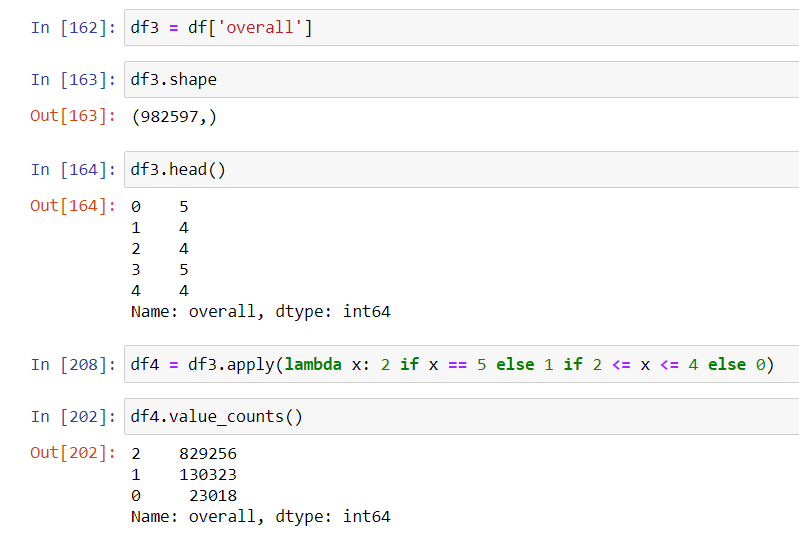 In [162]: df3 = df['overall']
In [163]: df3.shape
Out[163]: (982597,)
In [164]: df3.head()
Out[164]: 0    5
1    4
2    4
3    5
4    4
Name: overall, dtype: int64
In [208]: df4 = df3.apply(lambda x: 2 if x == 5 else 1 if 2 <= x <= 4 else 0)
In [202]: df4.value_counts()
Out[202]: 2    829256
1    130323
0     23018
Name: overall, dtype: int64